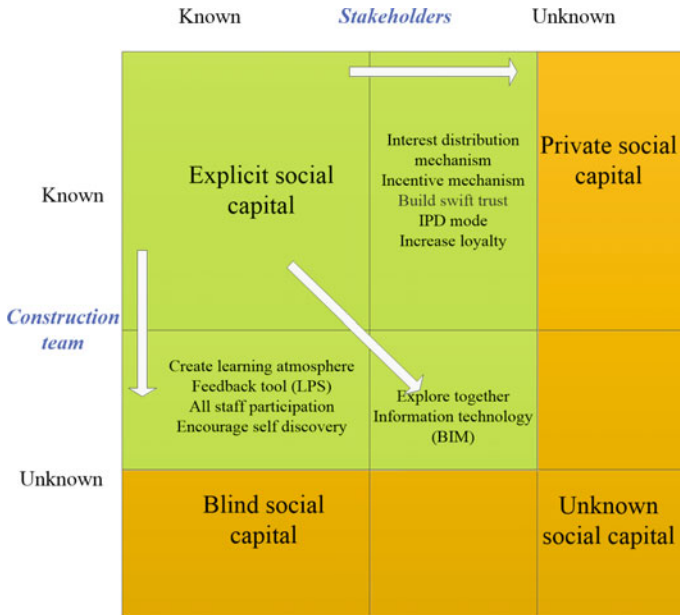 Known
Stakeholders
Unknown
Known
Explicit social
capital
Interest distribution
mechanism
Incentive mechanism
Build swift trust
IPD mode
Increase loyalty
Private social
capital
Construction
team
Create learning atmosphere
Feedback tool (LPS)
All staff participation
Encourage self discovery
Explore together
Information technology
(BIM)
Unknown
Blind social
capital
Unknown
social capital